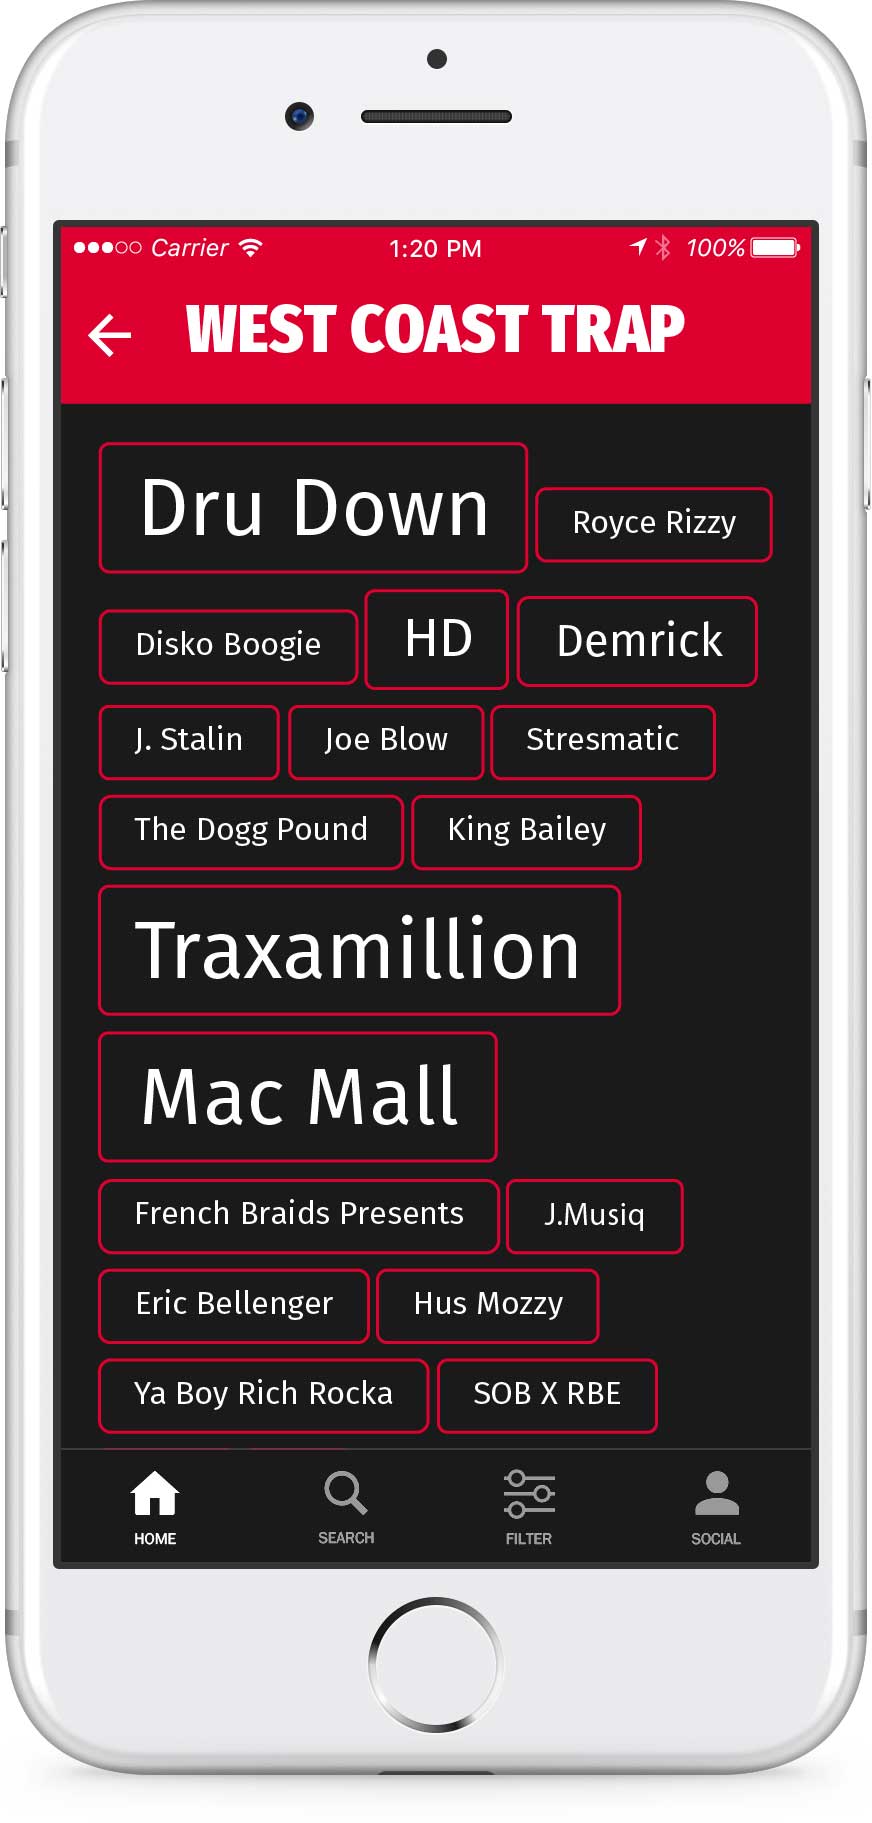 Carrier 1:20 PM 100%
WEST COAST TRAP
Dru Down Royce Rizzy
Disko Boogie HD Demrick
J. Stalin Joe Blow Stresmatic
The Dogg Pound King Bailey
Traxamillion
Mac Mall
French Braids Presents J.Musiq
Eric Bellenger Hus Mozzy
Ya Boy Rich Rocka SOB X RBE
HOME SEARCH FILTER SOCIAL